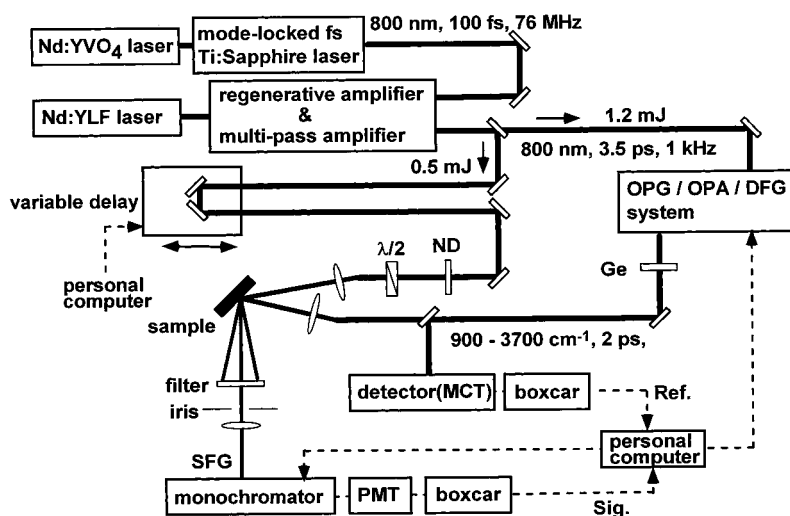 800 nm, 100 fs, 76 MHz
Nd:YVO4 laser
mode-locked fs
Ti:Sapphire laser
Nd:YLF laser
regenerative amplifier
&
multi-pass amplifier
1.2 mJ
800 nm, 3.5 ps, 1 kHz
0.5 mJ
variable delay
OPG / OPA / DFG
system
λ/2
ND
Ge
personal
computer
sample
900 - 3700 cm-1, 2 ps,
filter
detector(MCT)
boxcar
Ref.
iris
personal
computer
SFG
monochromator
PMT
boxcar
Sig.